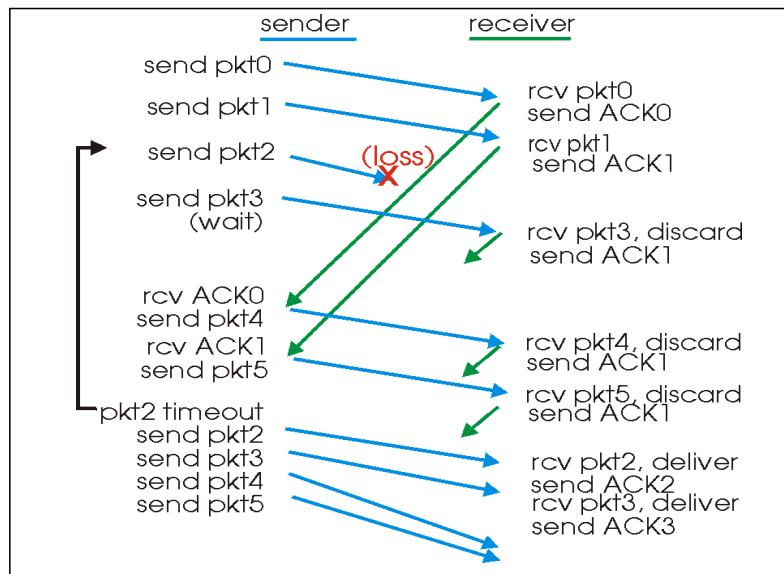 sender
receiver
send pkt0
send pkt1
send pkt2
send pkt3
(wait)
(loss)
X
rcv ACK0
send pkt4
rcv ACK1
send pkt5
pkt2 timeout
send pkt2
send pkt3
send pkt4
send pkt5
rcv pkt0
send ACK0
rcv pkt1
send ACK1
rcv pkt3, discard
send ACK1
rcv pkt4, discard
send ACK1
rcv pkt5, discard
send ACK1
rcv pkt2, deliver
send ACK2
rcv pkt3, deliver
send ACK3